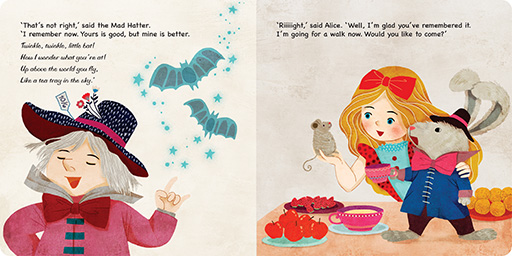 'That's not right,' said the Mad Hatter.
'I remember now. Yours is good, but mine is better.
Twinkle, twinkle, little bat!
How I wonder what you're at!
Up above the world you fly,
Like a tea tray in the sky.'
10/6
'Riiiiight,' said Alice. 'Well, I'm glad you've remembered it.
I'm going for a walk now. Would you like to come?'